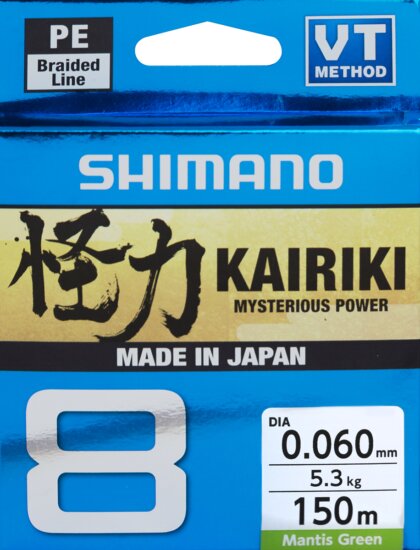 PE
Braided
Line
VT
METHOD
SHIMANO
怪力
KAIRIKI
MYSTERIOUS POWER
MADE IN JAPAN
8
DIA
0.060mm
5.3kg
150m
Mantis Green